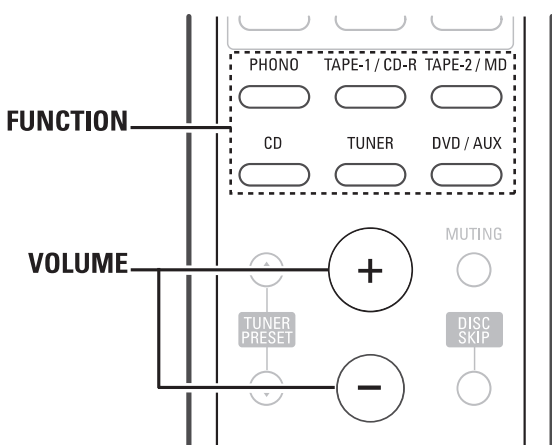 PHONO TAPE-1 / CD-R TAPE-2 / MD
FUNCTION
CD TUNER DVD / AUX
MUTING
VOLUME
+
TUNER
PRESET
DISC
SKIP
−